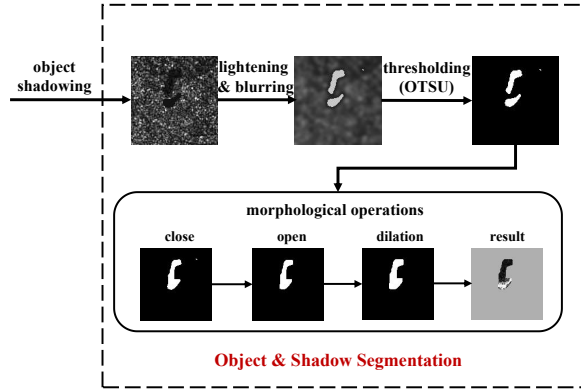 object
shadowing
lightening
& blurring
thresholding
(OTSU)
morphological operations
close
open
dilation
result
Object & Shadow Segmentation